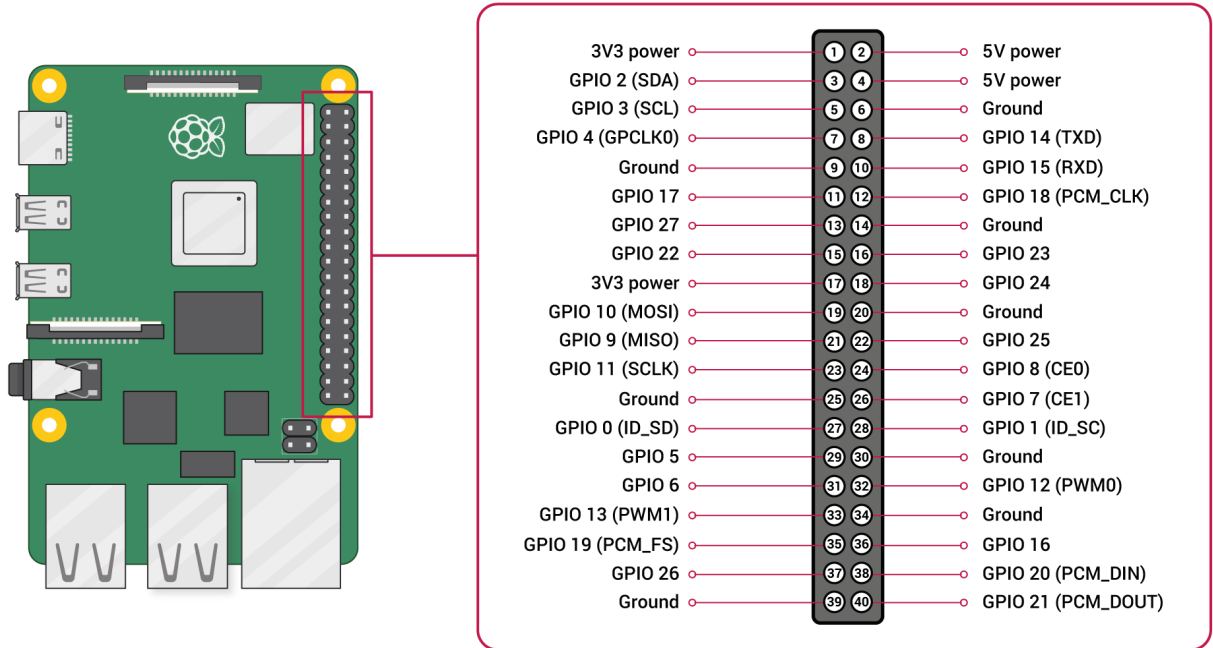 3V3 power 1 2 5V power
GPIO 2 (SDA) 3 4 5V power
GPIO 3 (SCL) 5 6 Ground
GPIO 4 (GPCLK0) 7 8 GPIO 14 (TXD)
Ground 9 10 GPIO 15 (RXD)
GPIO 17 11 12 GPIO 18 (PCM_CLK)
GPIO 27 13 14 Ground
GPIO 22 15 16 GPIO 23
3V3 power 17 18 GPIO 24
GPIO 10 (MOSI) 19 20 Ground
GPIO 9 (MISO) 21 22 GPIO 25
GPIO 11 (SCLK) 23 24 GPIO 8 (CE0)
Ground 25 26 GPIO 7 (CE1)
GPIO 0 (ID_SD) 27 28 GPIO 1 (ID_SC)
GPIO 5 29 30 Ground
GPIO 6 31 32 GPIO 12 (PWM0)
GPIO 13 (PWM1) 33 34 Ground
GPIO 19 (PCM_FS) 35 36 GPIO 16
GPIO 26 37 38 GPIO 20 (PCM_DIN)
Ground 39 40 GPIO 21 (PCM_DOUT)